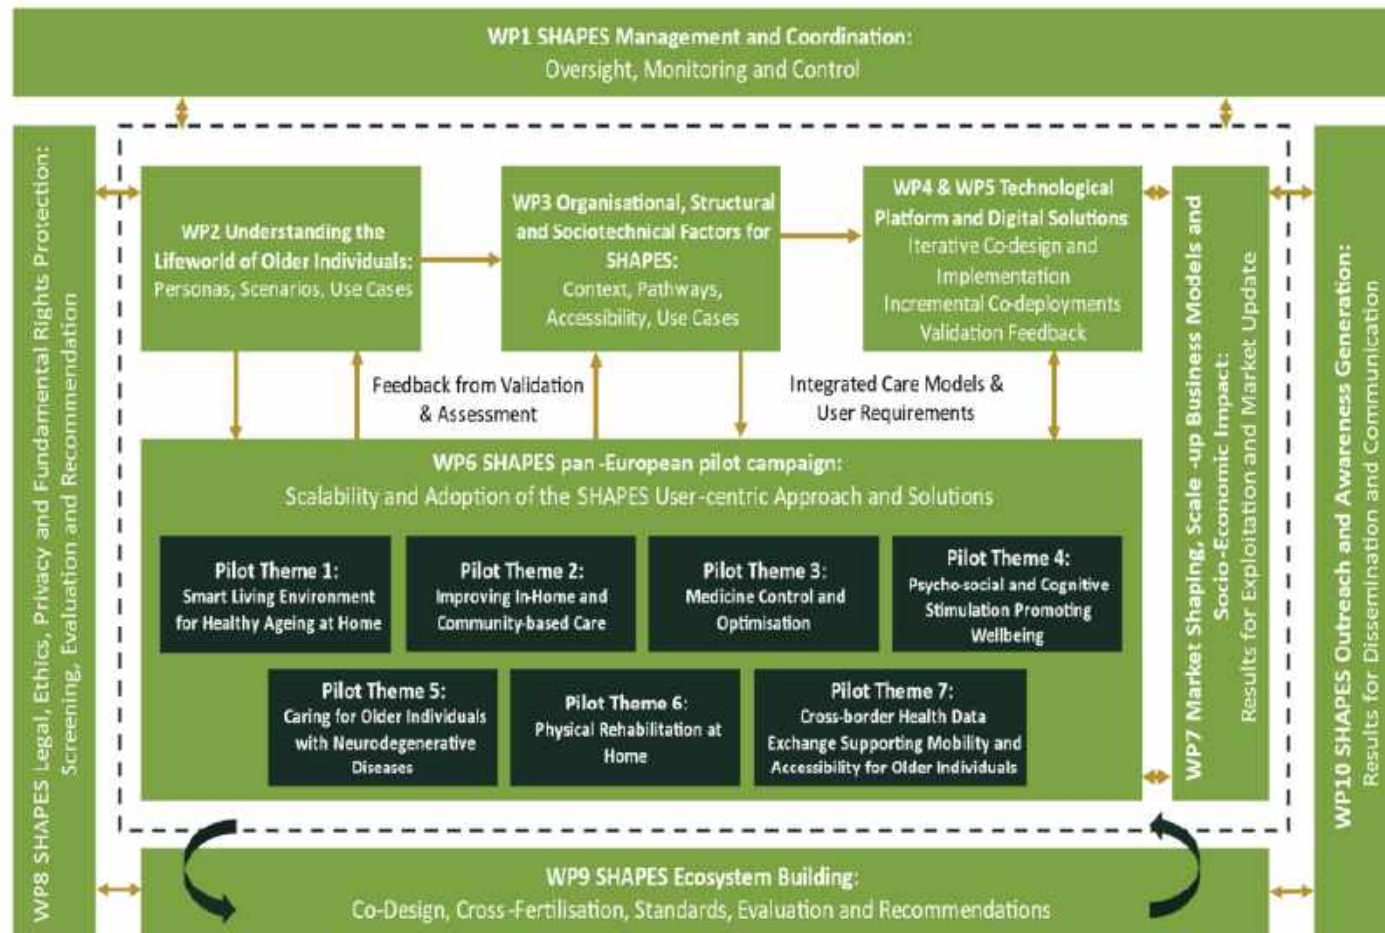 WP1 SHAPES Management and Coordination:
Oversight, Monitoring and Control
WP8 SHAPES Legal, Ethics, Privacy and Fundamental Rights Protection:
Screening, Evaluation and Recommendation
WP2 Understanding the
Lifeworld of Older Individuals:
Personas, Scenarios, Use Cases
WP3 Organisational, Structural
and Sociotechnical Factors for
SHAPES:
Context, Pathways,
Accessibility, Use Cases
WP4 & WP5 Technological
Platform and Digital Solutions
Iterative Co-design and
Implementation
Incremental Co-deployments
Validation Feedback
Feedback from Validation
& Assessment
Integrated Care Models &
User Requirements
WP6 SHAPES pan -European pilot campaign:
Scalability and Adoption of the SHAPES User-centric Approach and Solutions
Pilot Theme 1:
Smart Living Environment
for Healthy Ageing at Home
Pilot Theme 2:
Improving In-Home and
Community-based Care
Pilot Theme 3:
Medicine Control and
Optimisation
Pilot Theme 4:
Psycho-social and Cognitive
Stimulation Promoting
Wellbeing
Pilot Theme 5:
Caring for Older Individuals
with Neurodegenerative
Diseases
Pilot Theme 6:
Physical Rehabilitation at
Home
Pilot Theme 7:
Cross-border Health Data
Exchange Supporting Mobility and
Accessibility for Older Individuals
WP7 Market Shaping, Scale -up Business Models and
Socio-Economic Impact:
Results for Exploitation and Market Update
WP10 SHAPES Outreach and Awareness Generation:
Results for Dissemination and Communication
WP9 SHAPES Ecosystem Building:
Co-Design, Cross -Fertilisation, Standards, Evaluation and Recommendations